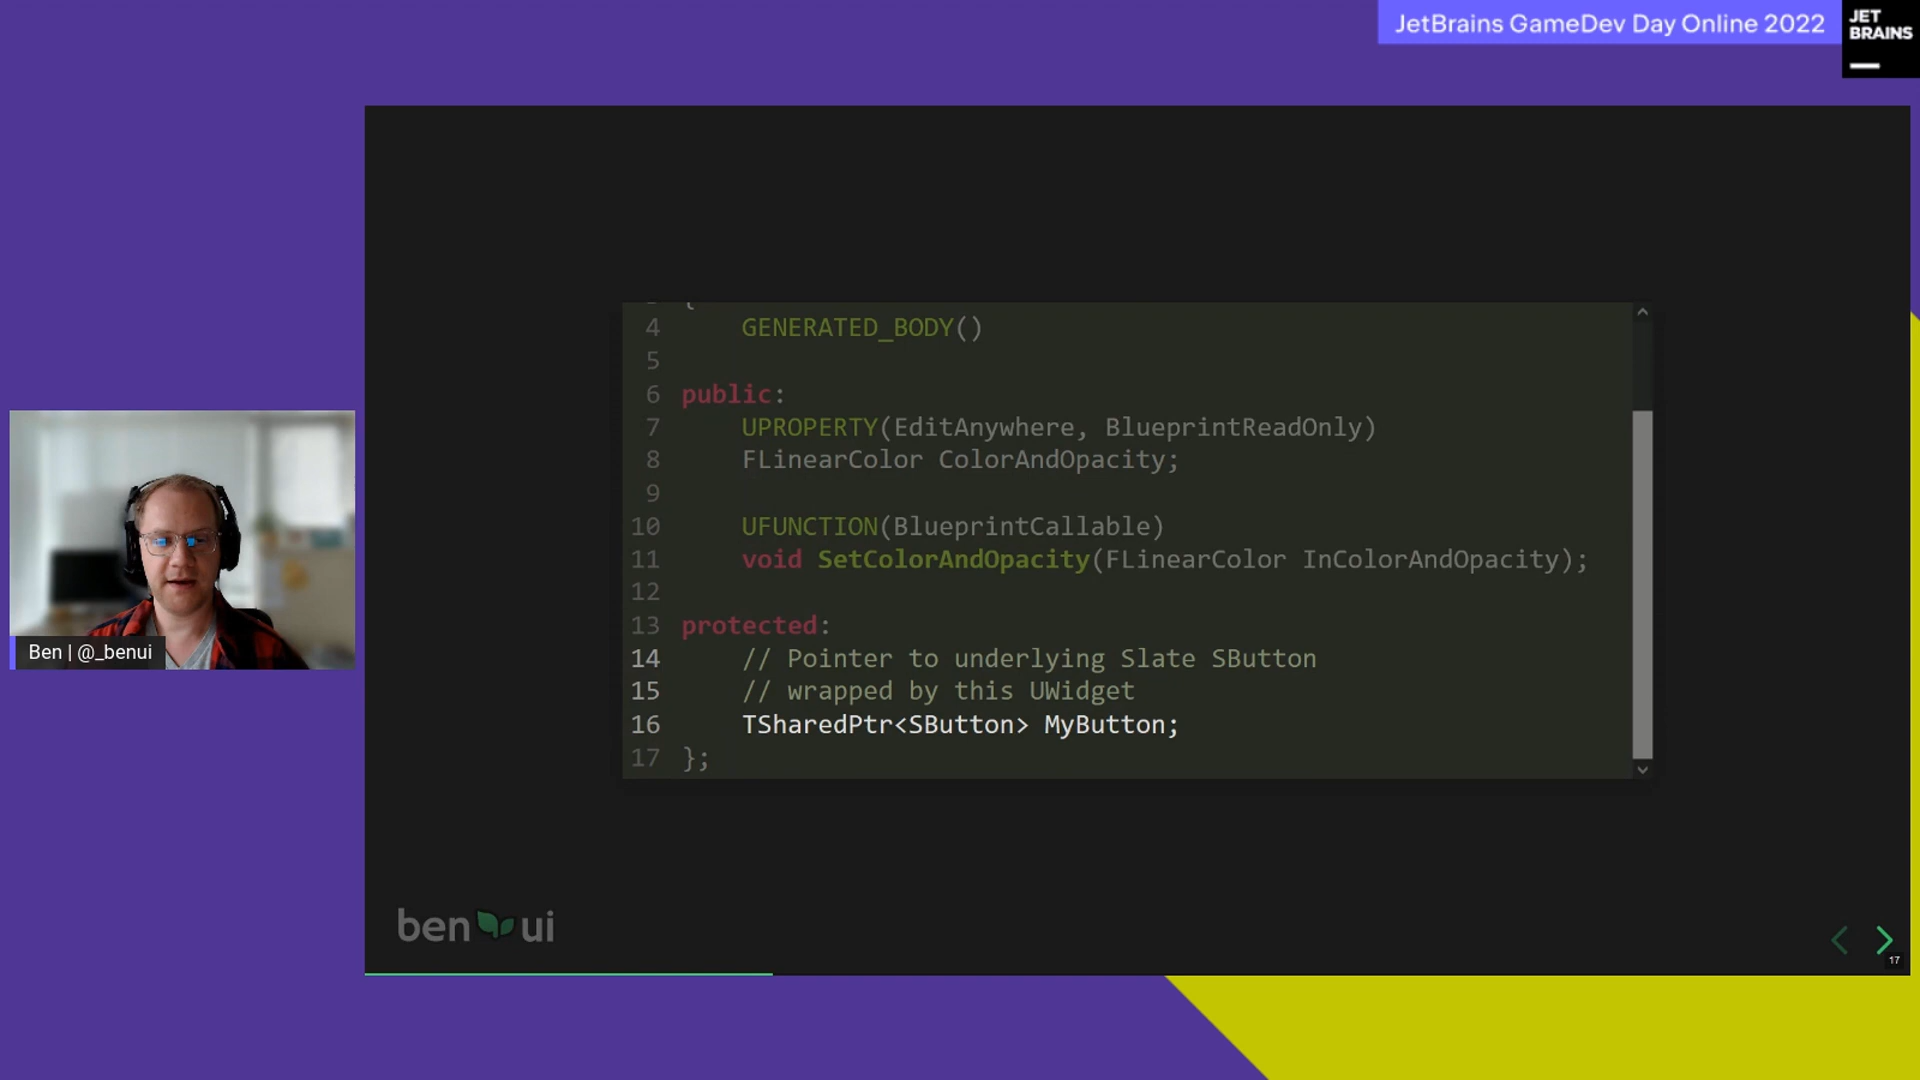 JetBrains GameDev Day Online 2022
JET
BRAINS
{
4 GENERATED_BODY()
5
6 public:
7 UPROPERTY(EditAnywhere, BlueprintReadOnly)
8 FLinearColor ColorAndOpacity;
9
10 UFUNCTION(BlueprintCallable)
11 void SetColorAndOpacity(FLinearColor InColorAndOpacity);
12
13 protected:
14 // Pointer to underlying Slate SButton
15 // wrapped by this UWidget
16 TSharedPtr<SButton> MyButton;
17 };
Ben | @_benui
ben ui
17